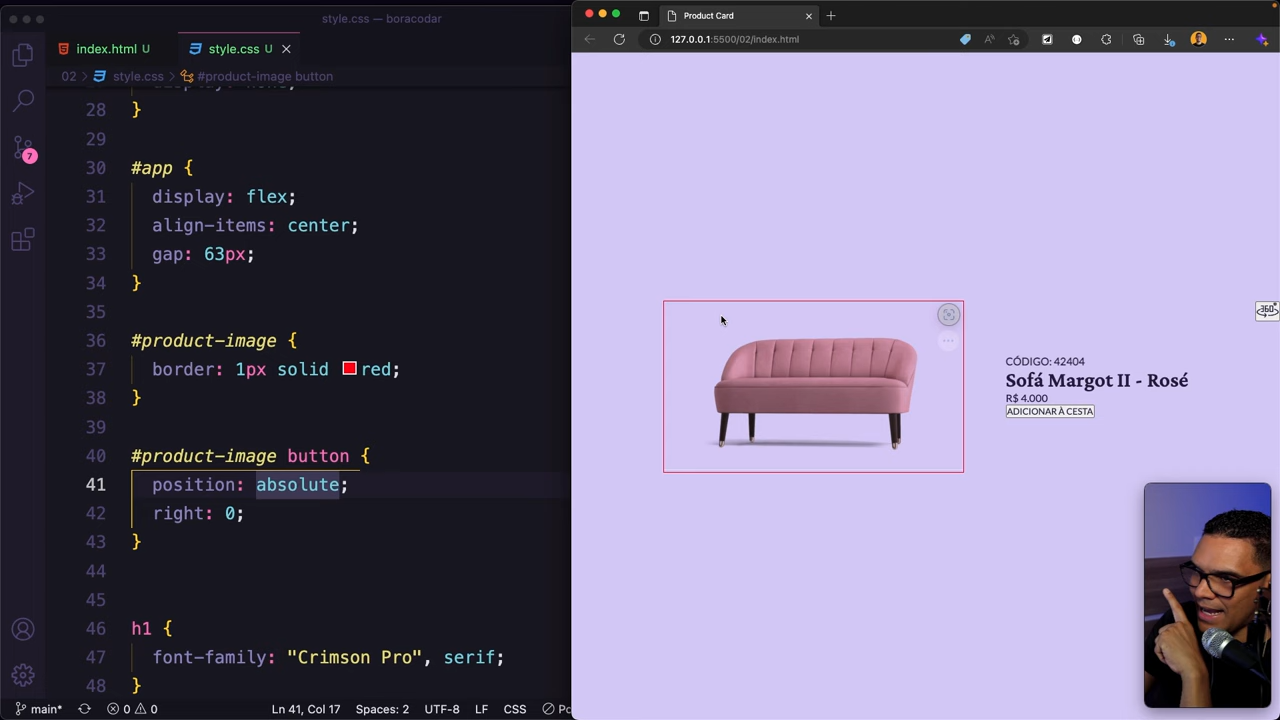 style.css — boracodar
index.html U
style.css U
02 > style.css > #product-image button
28 }
29
30 #app {
31 display: flex;
32 align-items: center;
33 gap: 63px;
34 }
35
36 #product-image {
37 border: 1px solid red;
38 }
39
40 #product-image button {
41 position: absolute;
42 right: 0;
43 }
44
45
46 h1 {
47 font-family: "Crimson Pro", serif;
48 }
7
main*
0 0
Ln 41, Col 17
Spaces: 2
UTF-8
LF
CSS
Product Card
127.0.0.1:5500/02/index.html
360°
CÓDIGO: 42404
Sofá Margot II - Rosé
R$ 4.000
ADICIONAR À CESTA